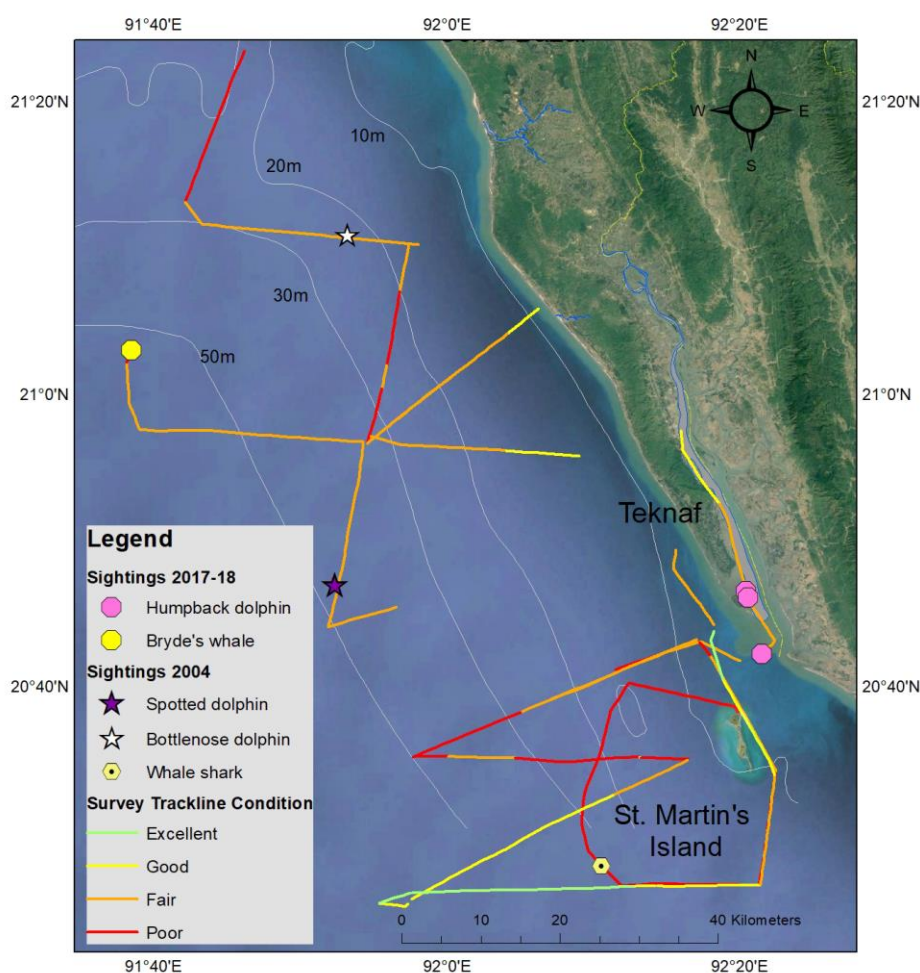 91°40'E 92°0'E 92°20'E
N
21°20'N 21°20'N
W E
10m
S
20m
30m
50m
21°0'N 21°0'N
Teknaf
Legend
Sightings 2017-18
Humpback dolphin
Bryde's whale
20°40'N 20°40'N
Sightings 2004
Spotted dolphin
Bottlenose dolphin
Whale shark
Survey Trackline Condition
Excellent
Good
Fair
Poor
St. Martin's
Island
0 10 20 40 Kilometers
91°40'E 92°0'E 92°20'E